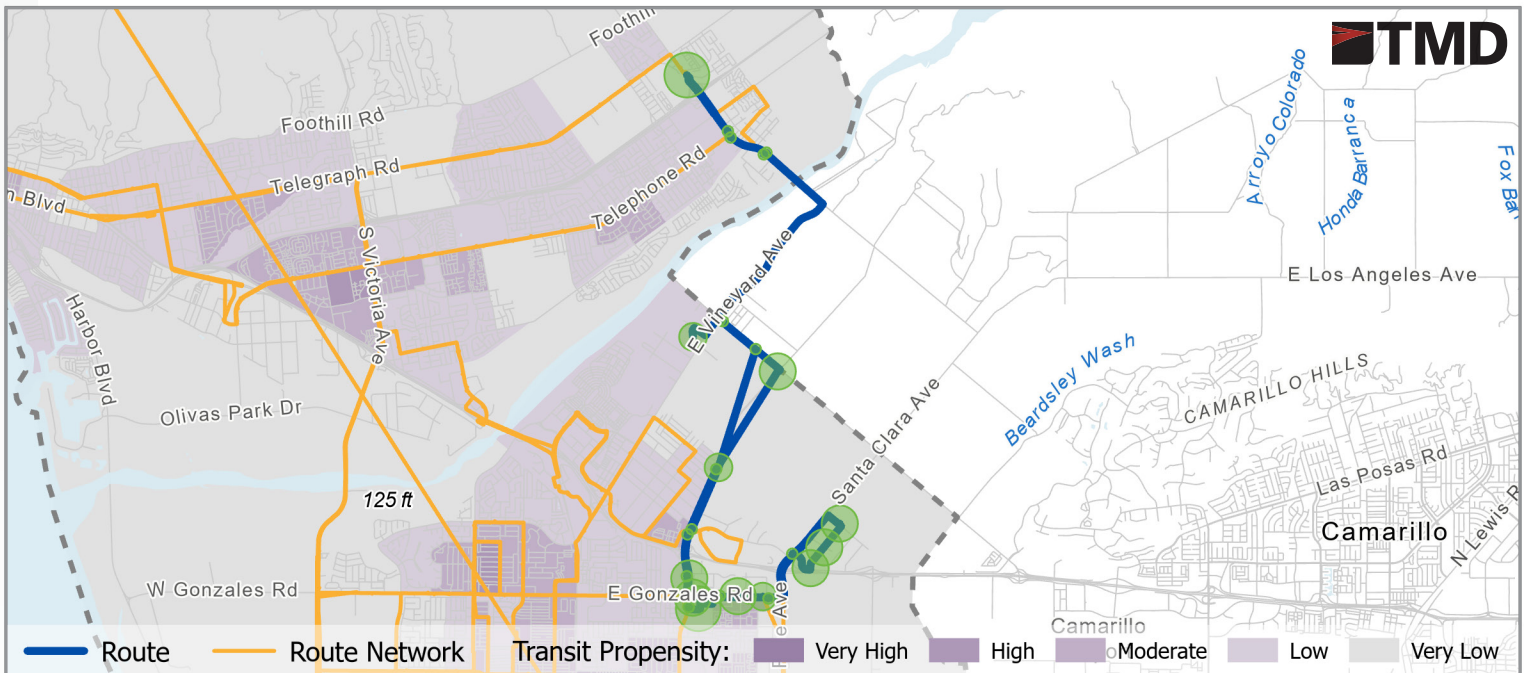 Foothill
TMD
Foothill Rd
Telegraph Rd
Telephone Rd
n Blvd
S Victoria Ave
Harbor Blvd
Olivas Park Dr
125 ft
E Vineyard Ave
Santa Clara Ave
W Gonzales Rd
E Gonzales Rd
e Ave
Arroyo Colorado
Honda Barranca
Fox Bar
E Los Angeles Ave
Beardsley Wash
CAMARILLO HILLS
Las Posas Rd
Camarillo
N Lewis R
Camarillo
Route
Route Network
Transit Propensity:
Very High
High
Moderate
Low
Very Low